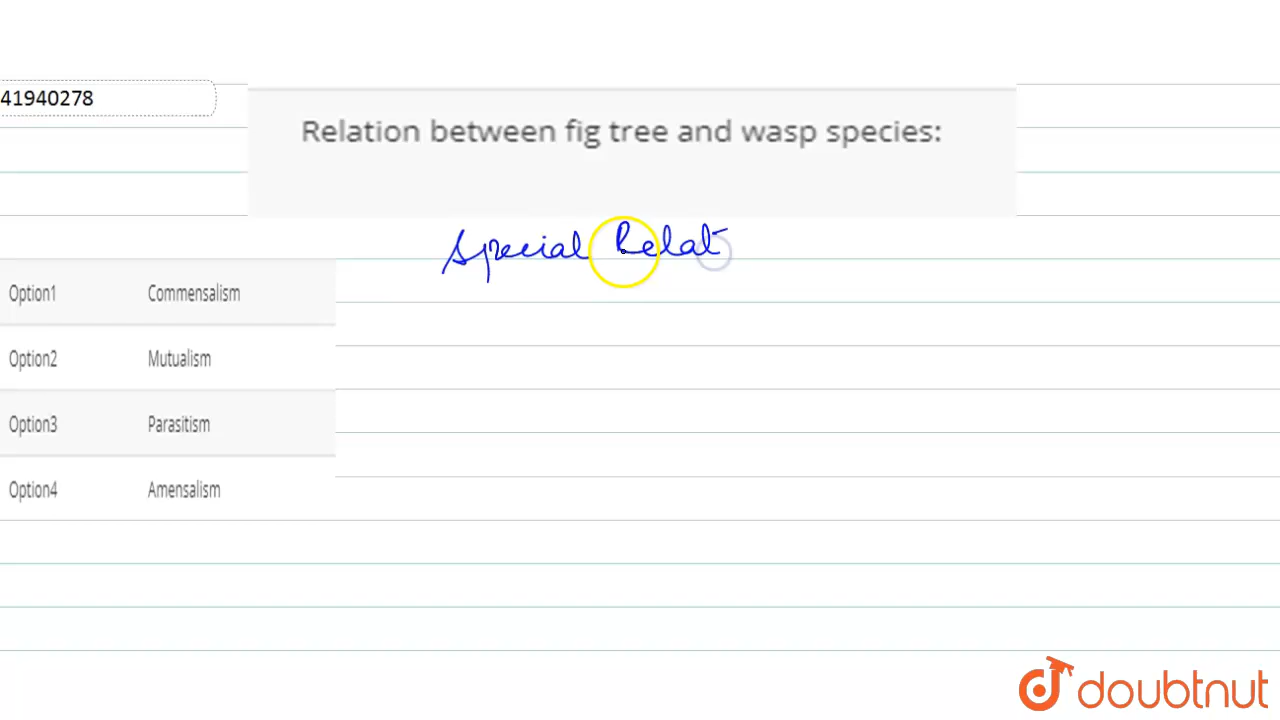 41940278
Relation between fig tree and wasp species:
Special Relat
Option1 Commensalism
Option2 Mutualism
Option3 Parasitism
Option4 Amensalism
doubtnut